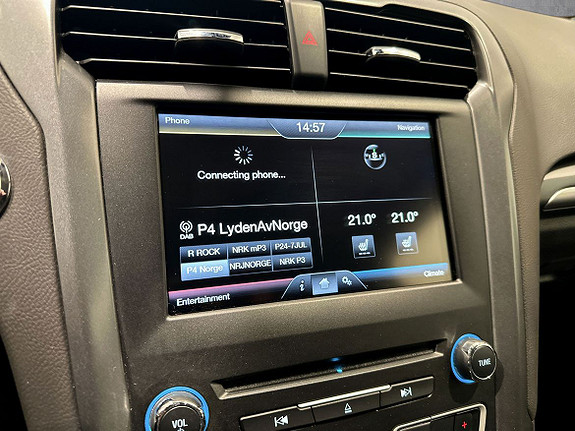 Phone
14:57
Navigation
Connecting phone...
DAB
P4 LydenAvNorge
R ROCK
NRK mP3
P24-7JUL
P4 Norge
NRJNORGE
NRK P3
21.0°
21.0°
Entertainment
i
Climate
VOL
TUNE